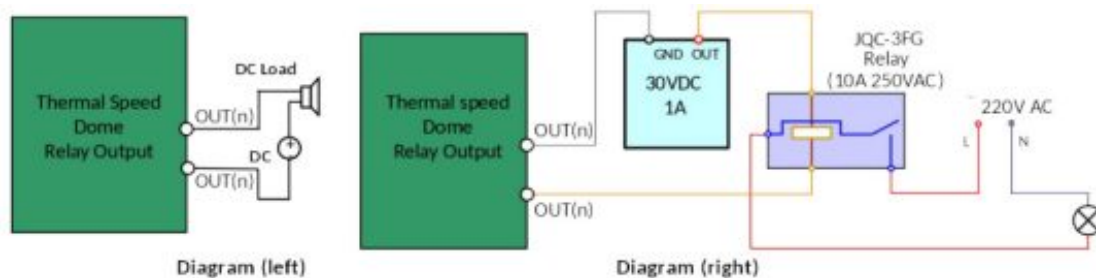 Thermal Speed
Dome
Relay Output
OUT(n)
OUT(n)
DC Load
DC
+
Diagram (left)
Thermal speed
Dome
Relay Output
OUT(n)
OUT(n)
GND OUT
30VDC
1A
JQC-3FG
Relay
(10A 250VAC)
220V AC
L N
Diagram (right)